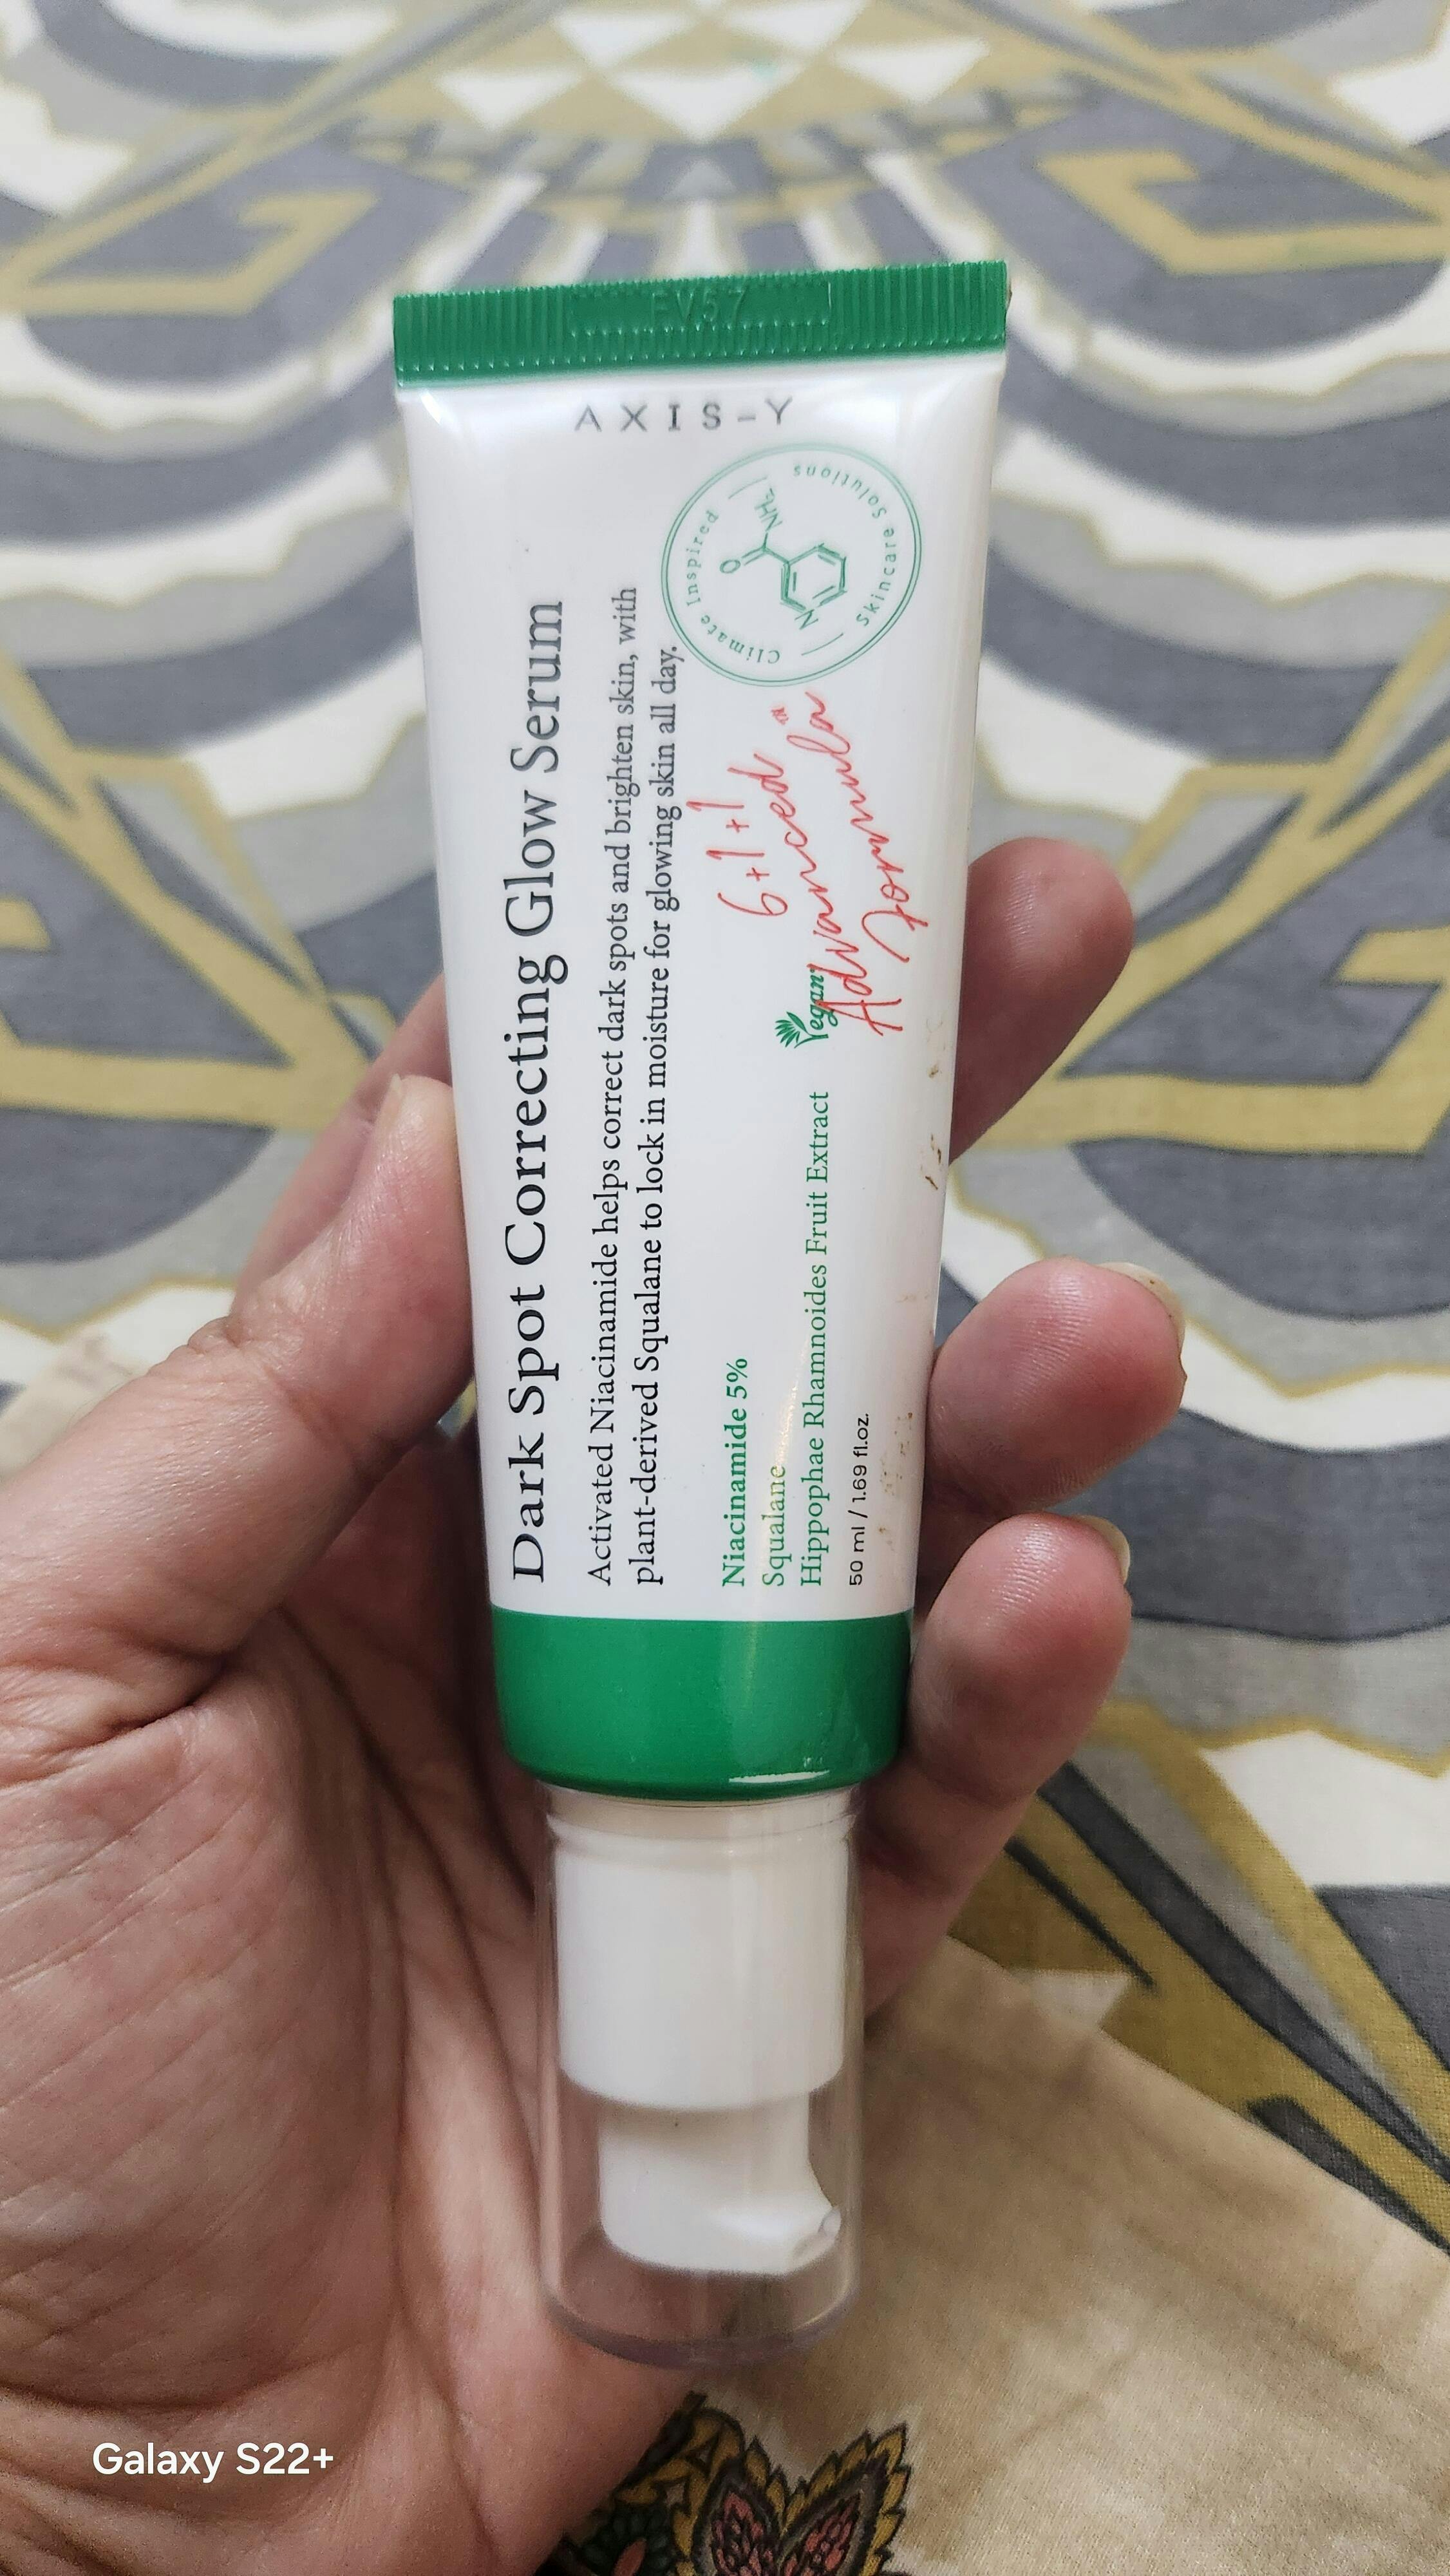 FV57
AXIS-Y
Climate Inspired
Skincare Solutions
O
NH₂
N
Dark Spot Correcting Glow Serum
Activated Niacinamide helps correct dark spots and brighten skin, with
plant-derived Squalane to lock in moisture for glowing skin all day.
6+1+1
Advanced
Formula™
Vegan
Niacinamide 5%
Squalane
Hippophae Rhamnoides Fruit Extract
50 ml / 1.69 fl.oz.
Galaxy S22+